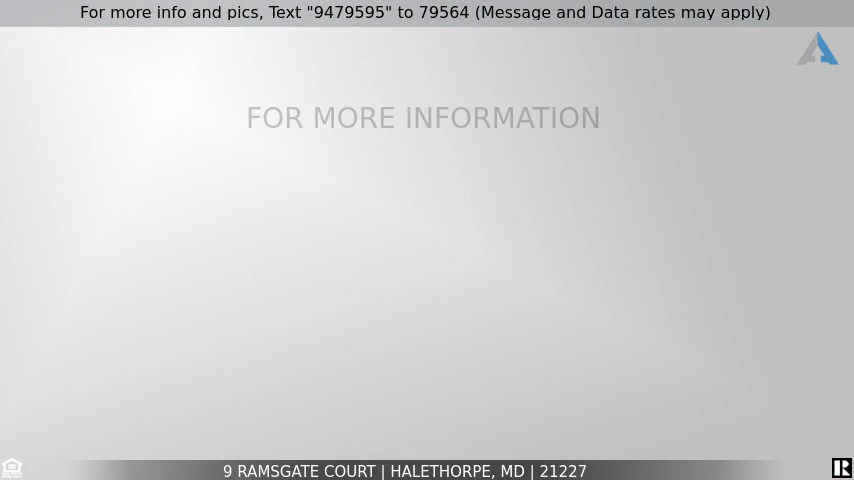 For more info and pics, Text "9479595" to 79564 (Message and Data rates may apply)
FOR MORE INFORMATION
9 RAMSGATE COURT | HALETHORPE, MD | 21227